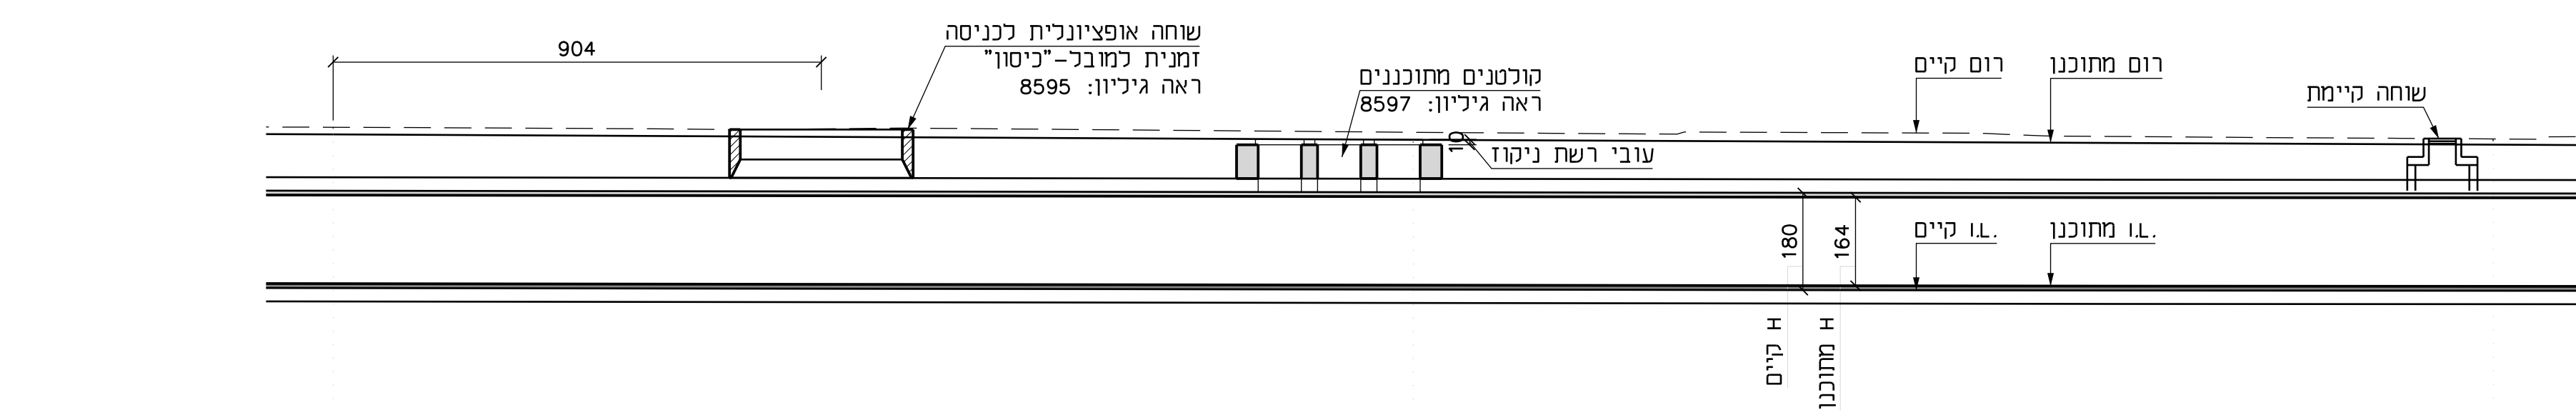 904
שוחה אופציונלית לכניסה
זמנית למובל-"כיסון"
ראה גיליון: 8595
קולטנים מתוכננים
ראה גיליון: 8597
10
עובי רשת ניקוז
רום קיים
רום מתוכנן
שוחה קיימת
180
164
I.L. קיים
I.L. מתוכנן
H קיים
H מתוכנן